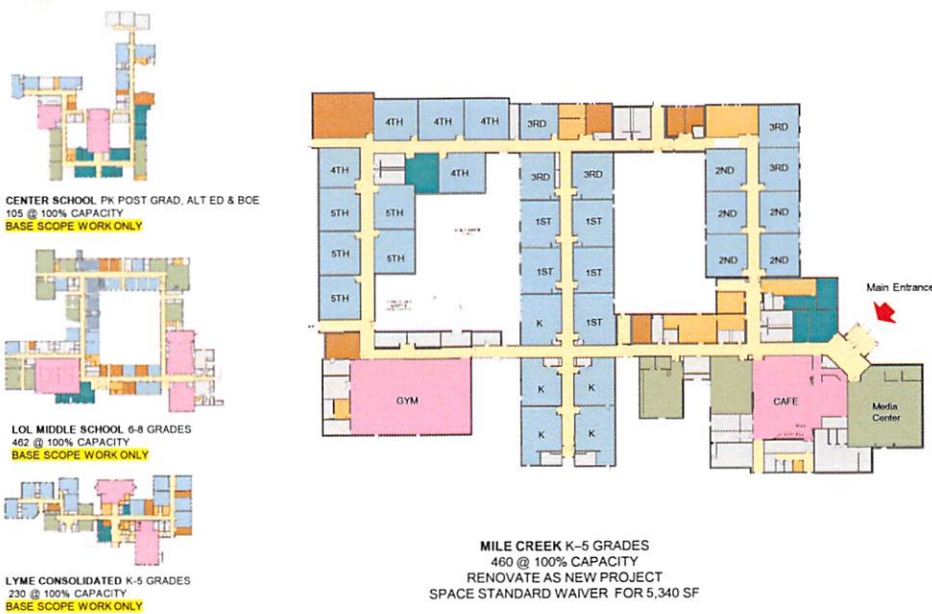 CENTER SCHOOL PK POST GRAD, ALT ED & BOE
105 @ 100% CAPACITY
BASE SCOPE WORK ONLY
LOL MIDDLE SCHOOL 6-8 GRADES
462 @ 100% CAPACITY
BASE SCOPE WORK ONLY
LYME CONSOLIDATED K-5 GRADES
230 @ 100% CAPACITY
BASE SCOPE WORK ONLY
4TH 4TH 4TH 3RD 3RD
4TH 4TH 3RD 3RD 2ND 3RD
5TH 5TH 1ST 1ST 2ND 2ND
5TH 5TH 1ST 1ST 2ND 2ND
5TH K 1ST
Main Entrance
K K
GYM CAFE
Media
Center
K K
MILE CREEK K–5 GRADES
460 @ 100% CAPACITY
RENOVATE AS NEW PROJECT
SPACE STANDARD WAIVER FOR 5,340 SF